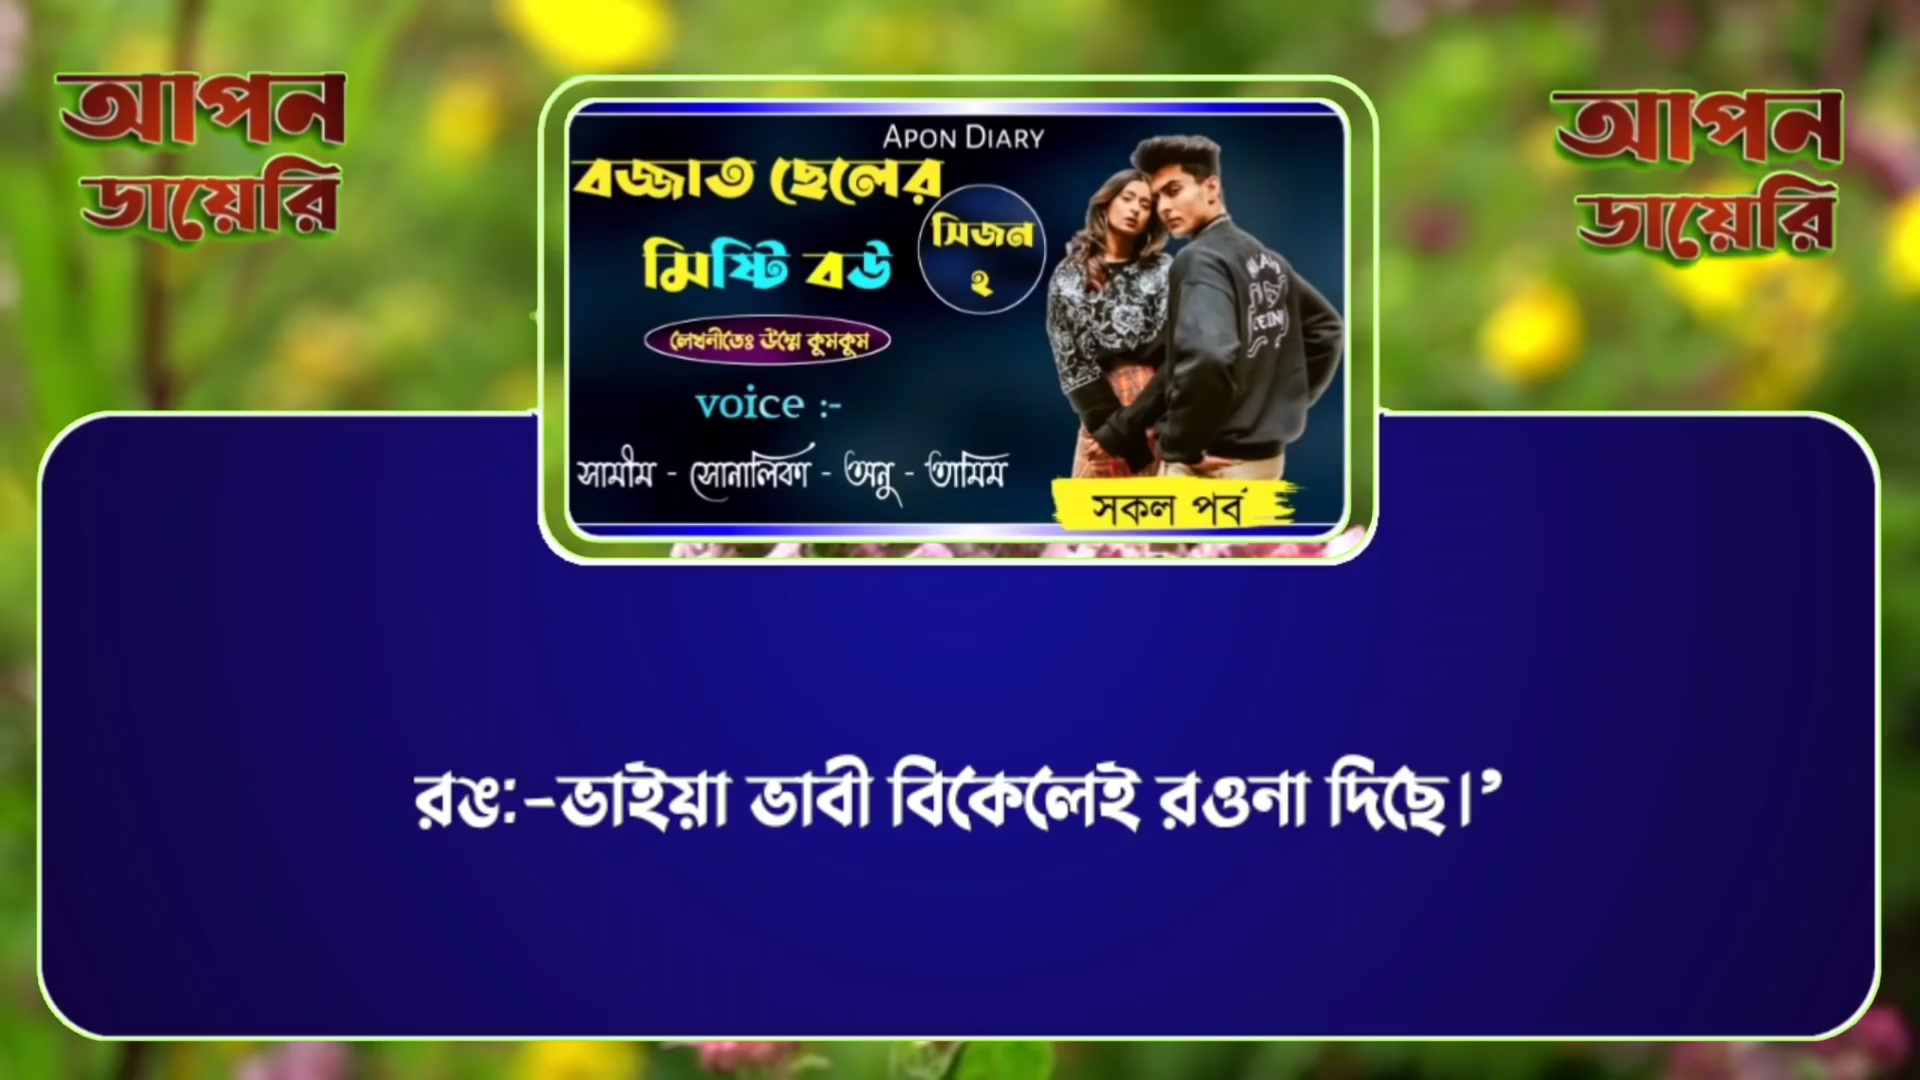 আপন
ডায়েরি
APON DIARY
বজ্জাত ছেলের
মিষ্টি বউ
সিজন
২
লেখনীতেঃ উম্মে কুমকুম
voice :-
সামীম - সোনালিকা - অনু - তামিম
সকল পর্ব
আপন
ডায়েরি
রঙ:-ভাইয়া ভাবী বিকেলেই রওনা দিছে।’